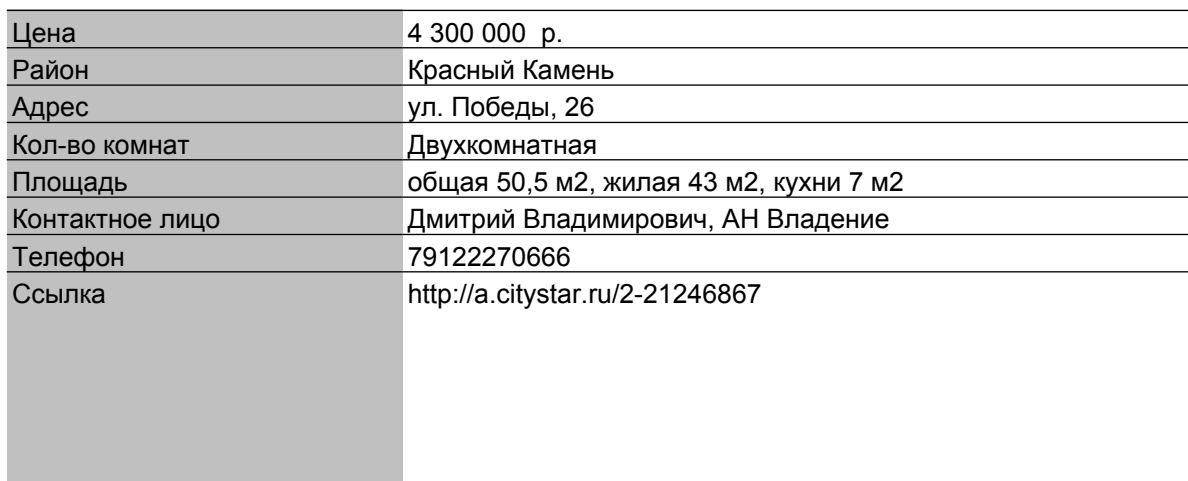 Цена 4 300 000 р.
Район Красный Камень
Адрес ул. Победы, 26
Кол-во комнат Двухкомнатная
Площадь общая 50,5 м2, жилая 43 м2, кухни 7 м2
Контактное лицо Дмитрий Владимирович, АН Владение
Телефон 79122270666
Ссылка http://a.citystar.ru/2-21246867